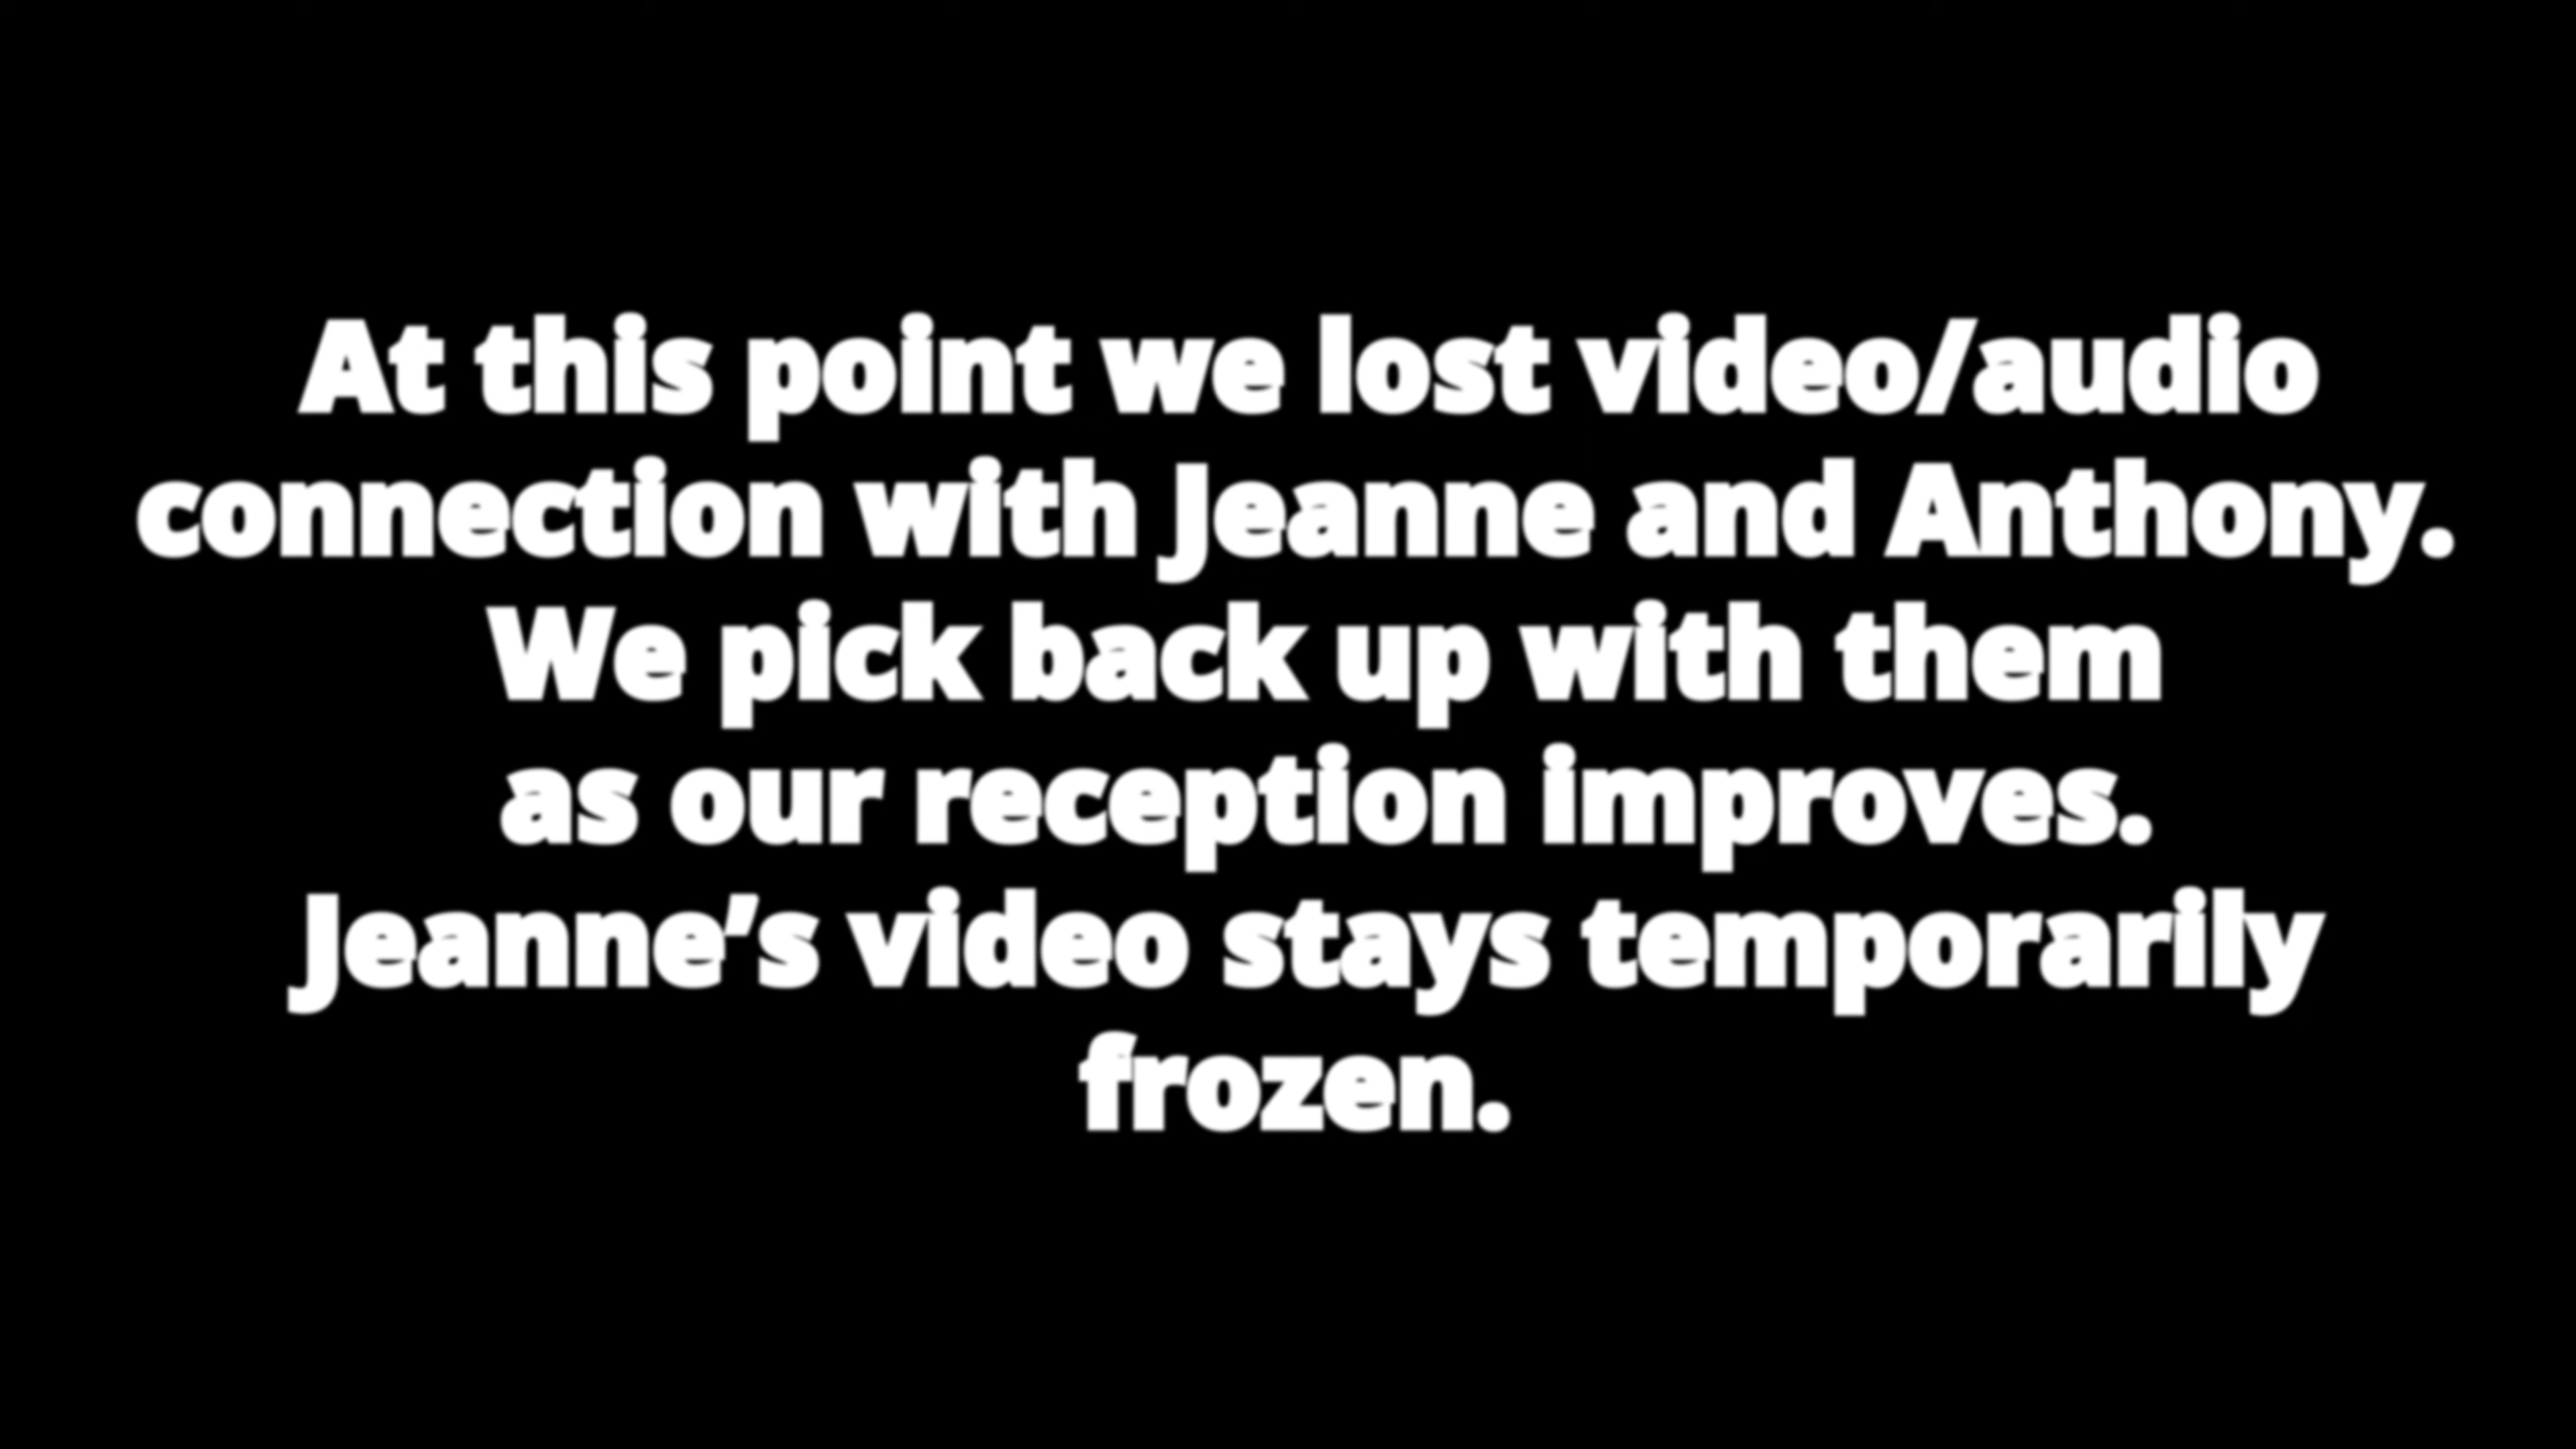 At this point we lost video/audio
connection with Jeanne and Anthony.
We pick back up with them
as our reception improves.
Jeanne’s video stays temporarily
frozen.